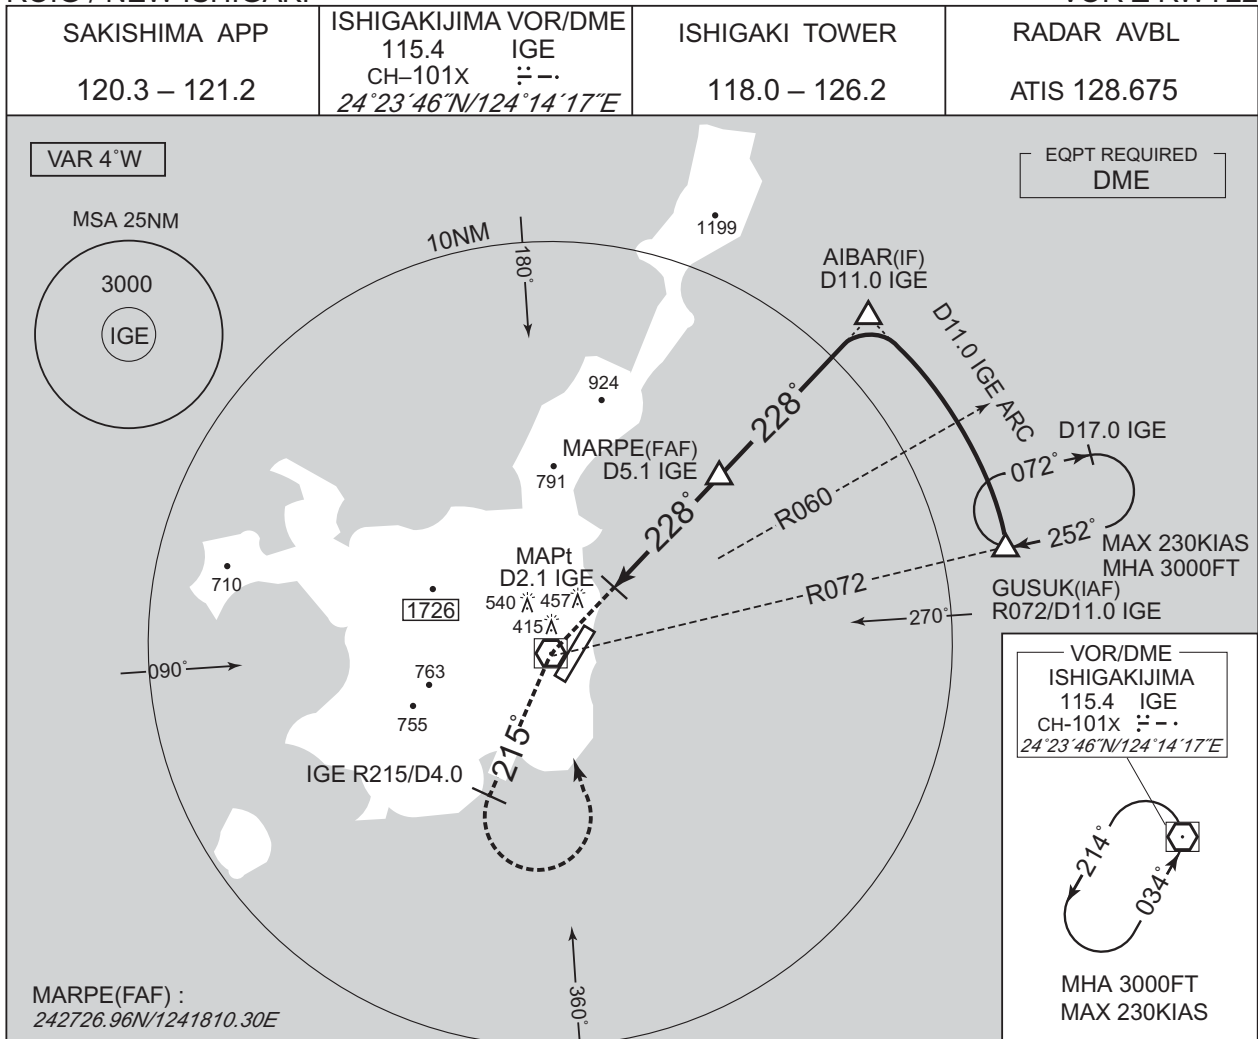 SAKISHIMA APP
120.3 – 121.2
ISHIGAKIJIMA VOR/DME
115.4 IGE
CH–101X
24°23´46˝N/124°14´17˝E
ISHIGAKI TOWER
118.0 – 126.2
RADAR AVBL
ATIS 128.675
VAR 4°W
EQPT REQUIRED
DME
MSA 25NM
3000
IGE
10NM
180°
1199
AIBAR(IF)
D11.0 IGE
D11.0 IGE ARC
924
228°
MARPE(FAF)
D5.1 IGE
791
D17.0 IGE
072°
R060
228°
252°
MAX 230KIAS
MHA 3000FT
MAPt
D2.1 IGE
710
540
457
1726
415
R072
GUSUK(IAF)
R072/D11.0 IGE
270°
090°
763
755
215°
IGE R215/D4.0
VOR/DME
ISHIGAKIJIMA
115.4 IGE
CH-101X
24°23´46˝N/124°14´17˝E
214°
034°
MHA 3000FT
MAX 230KIAS
360°
MARPE(FAF) :
242726.96N/1241810.30E